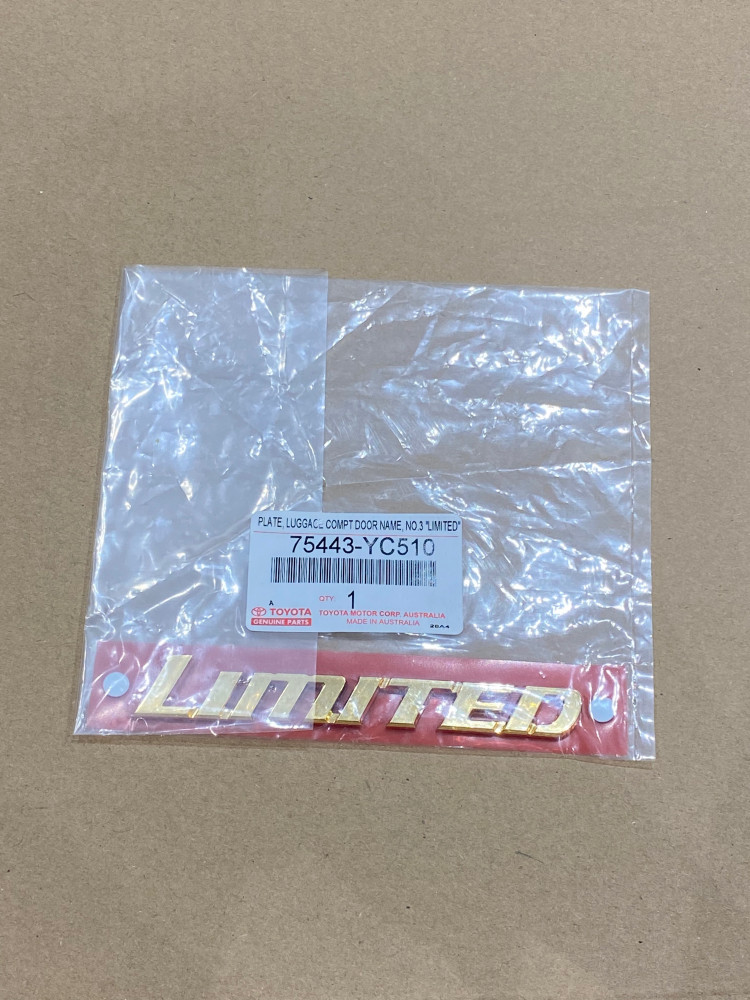 PLATE, LUGGAGE COMPT DOOR NAME, NO.3 "LIMITED"
75443-YC510
A
QTY. 1
TOYOTA
GENUINE PARTS
TOYOTA MOTOR CORP. AUSTRALIA
MADE IN AUSTRALIA
28A4
LIMITED